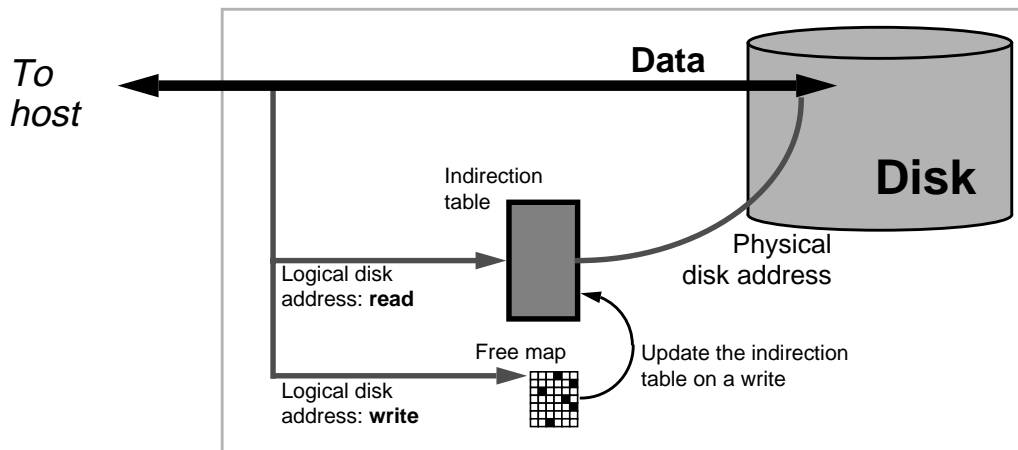 To
host
Data
Disk
Indirection
table
Physical
disk address
Logical disk
address: read
Free map
Update the indirection
table on a write
Logical disk
address: write